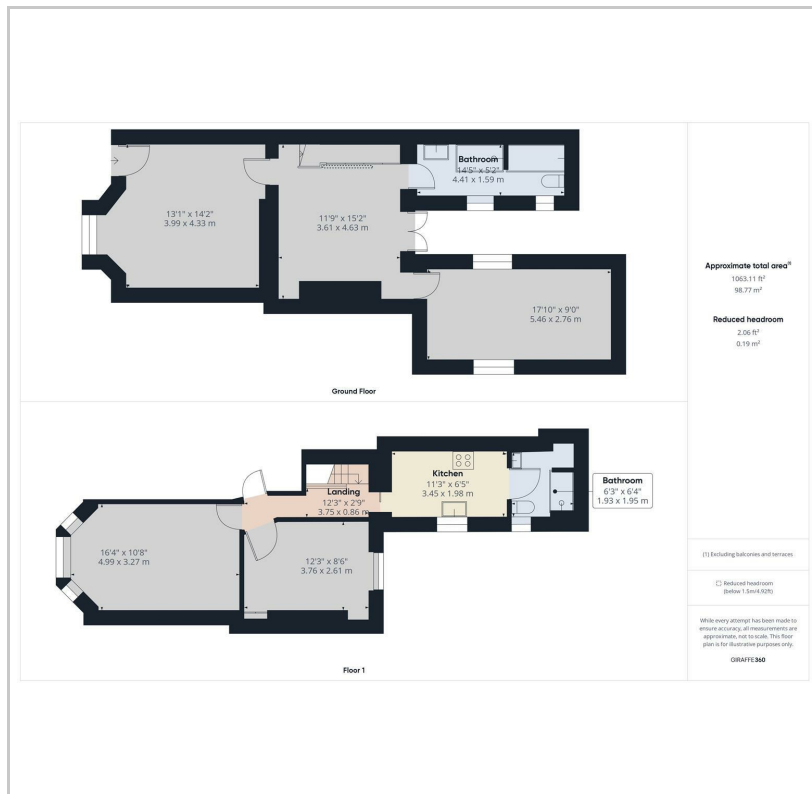 13'1" x 14'2"
3.99 x 4.33 m
11'9" x 15'2"
3.61 x 4.63 m
Bathroom
14'5" x 5'2"
4.41 x 1.59 m
17'10" x 9'0"
5.46 x 2.76 m
Ground Floor
Approximate total area(1)
1063.11 ft²
98.77 m²
Reduced headroom
2.06 ft²
0.19 m²
16'4" x 10'8"
4.99 x 3.27 m
Landing
12'3" x 2'9"
3.75 x 0.86 m
12'3" x 8'6"
3.76 x 2.61 m
Kitchen
11'3" x 6'5"
3.45 x 1.98 m
Bathroom
6'3" x 6'4"
1.93 x 1.95 m
Floor 1
(1) Excluding balconies and terraces
Reduced headroom
(below 1.5m/4.92ft)
While every attempt has been made to
ensure accuracy, all measurements are
approximate, not to scale. This floor
plan is for illustrative purposes only.
GIRAFFE360